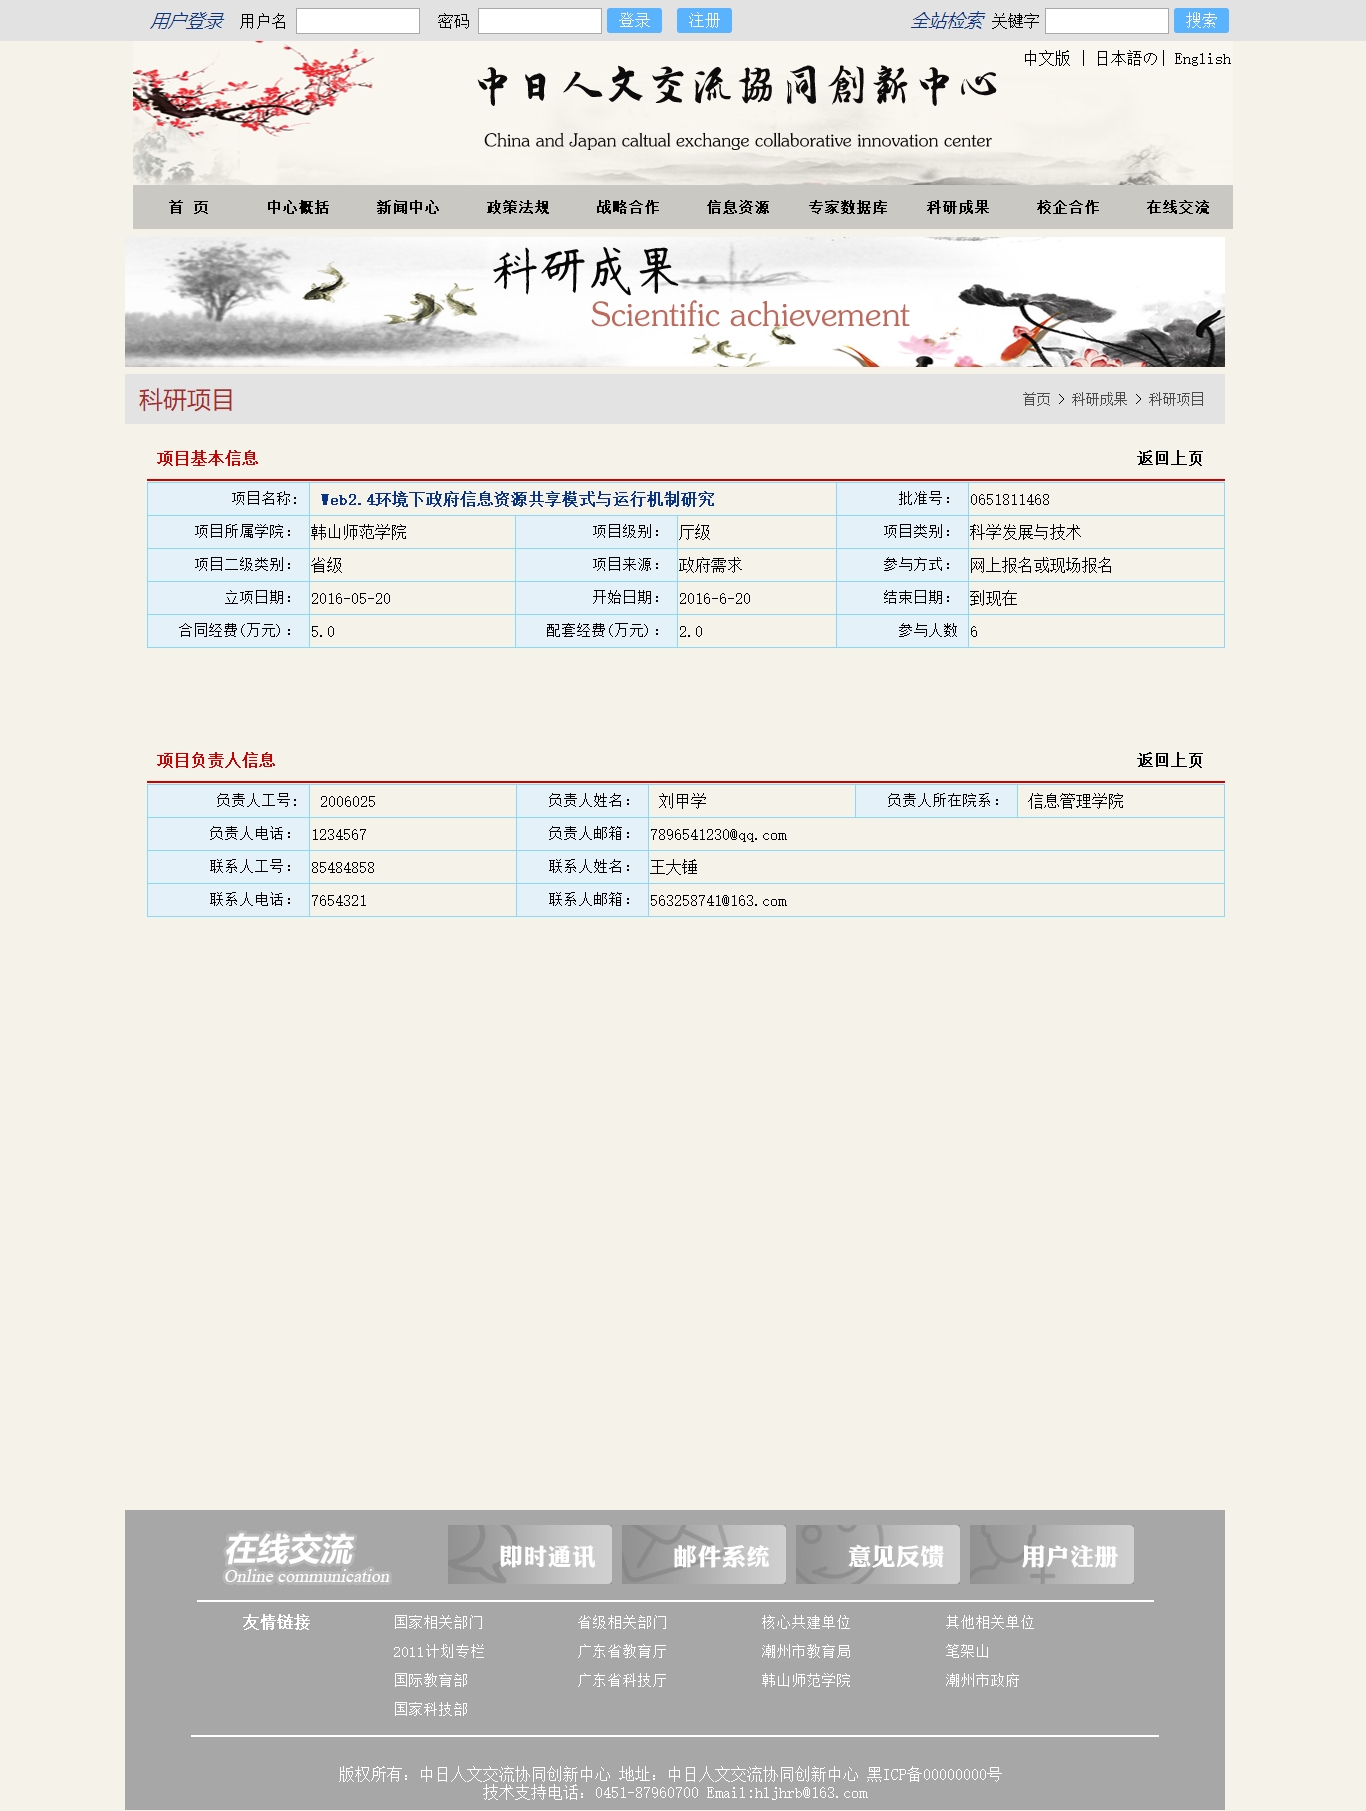 用户登录 用户名 密码 登录 注册 全站检索 关键字 搜索
中文版 | 日本語の| English
中日人文交流協同創新中心
China and Japan caltual exchange collaborative innovation center
首 页 中心概括 新闻中心 政策法规 战略合作 信息资源 专家数据库 科研成果 校企合作 在线交流
科研成果
Scientific achievement
科研项目 首页 > 科研成果 > 科研项目
项目基本信息 返回上页
项目名称: Web2.4环境下政府信息资源共享模式与运行机制研究 批准号: 0651811468
项目所属学院: 韩山师范学院 项目级别: 厅级 项目类别: 科学发展与技术
项目二级类别: 省级 项目来源: 政府需求 参与方式: 网上报名或现场报名
立项日期: 2016-05-20 开始日期: 2016-6-20 结束日期: 到现在
合同经费(万元): 5.0 配套经费(万元): 2.0 参与人数 6
项目负责人信息 返回上页
负责人工号: 2006025 负责人姓名: 刘甲学 负责人所在院系: 信息管理学院
负责人电话: 1234567 负责人邮箱: 7896541230@qq.com
联系人工号: 85484858 联系人姓名: 王大锤
联系人电话: 7654321 联系人邮箱: 563258741@163.com
在线交流 即时通讯 邮件系统 意见反馈 用户注册
Online communication
友情链接 国家相关部门 省级相关部门 核心共建单位 其他相关单位
2011计划专栏 广东省教育厅 潮州市教育局 笔架山
国际教育部 广东省科技厅 韩山师范学院 潮州市政府
国家科技部
版权所有：中日人文交流协同创新中心 地址：中日人文交流协同创新中心 黑ICP备00000000号
技术支持电话：0451-87960700 Email:hljhrb@163.com